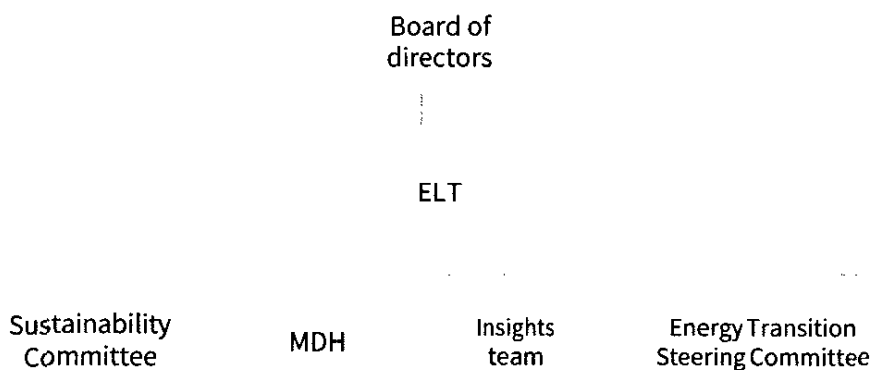 Board of
directors
ELT
Sustainability
Committee
MDH
Insights
team
Energy Transition
Steering Committee